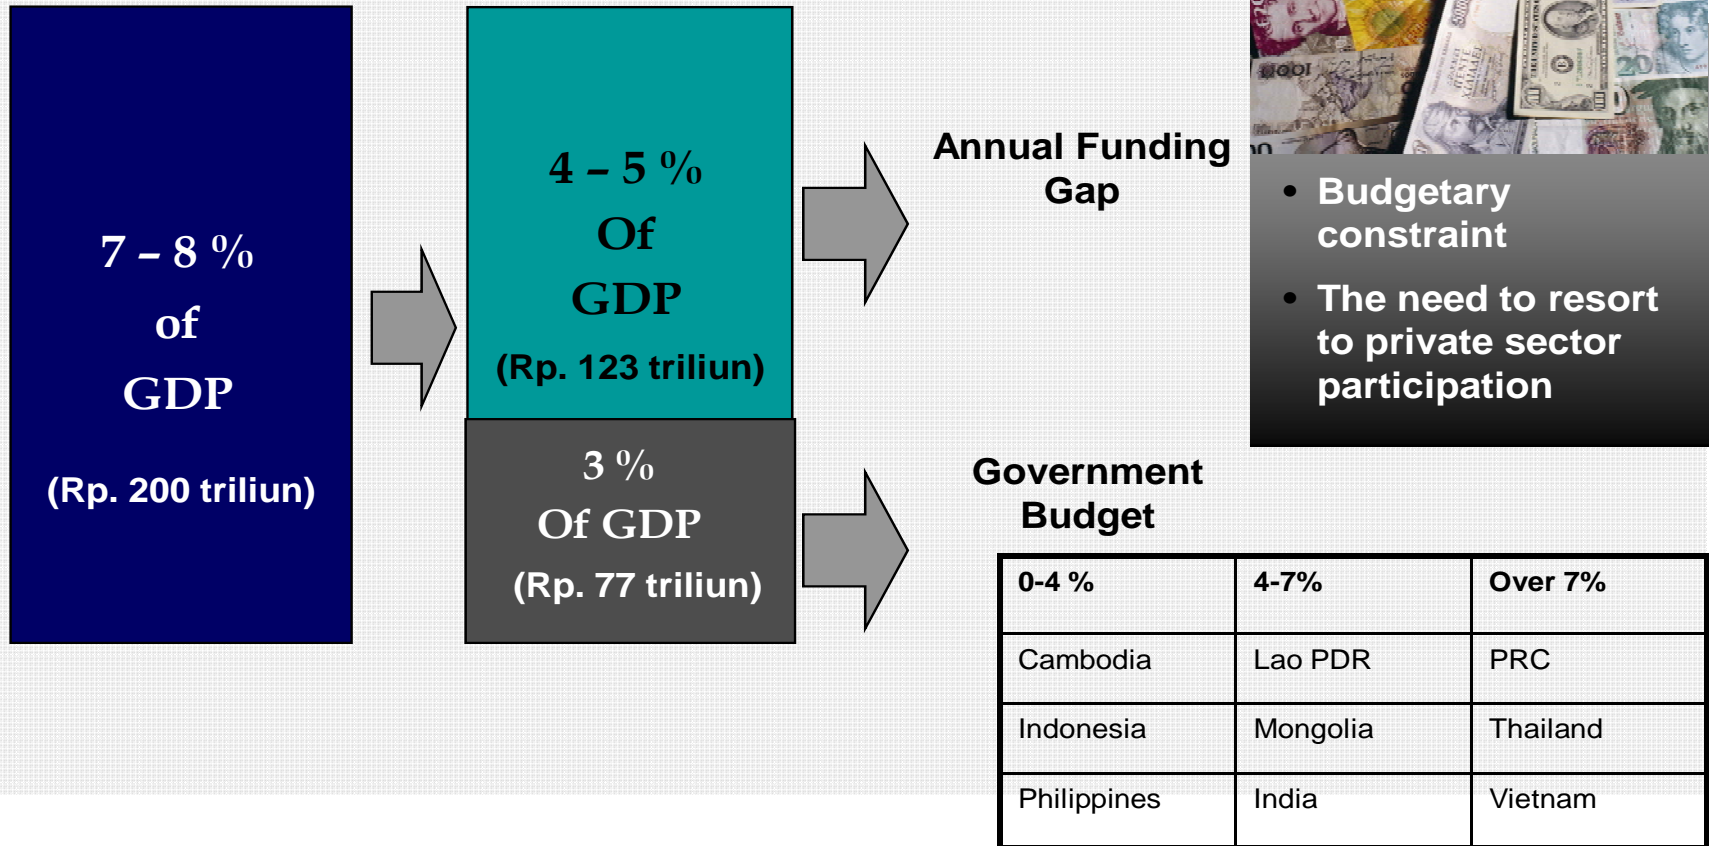 7 – 8 %
of
GDP
(Rp. 200 triliun)
4 – 5 %
Of
GDP
(Rp. 123 triliun)
3 %
Of GDP
(Rp. 77 triliun)
Annual Funding
Gap
Government
Budget
• Budgetary
constraint
• The need to resort
to private sector
participation
0-4 % 4-7% Over 7%
Cambodia Lao PDR PRC
Indonesia Mongolia Thailand
Philippines India Vietnam